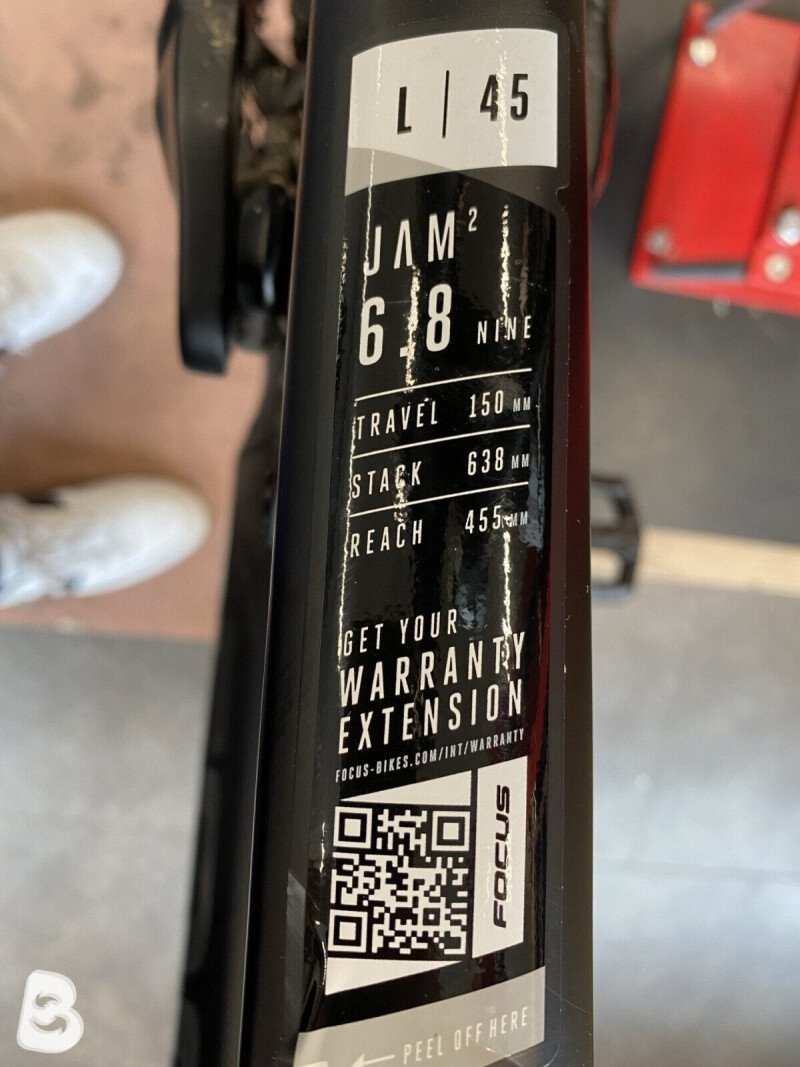 L | 45
JAM²
6.8 NINE
TRAVEL 150 MM
STACK 638 MM
REACH 455 MM
GET YOUR
WARRANTY
EXTENSION
FOCUS-BIKES.COM/INT/WARRANTY
FOCUS
← PEEL OFF HERE
B